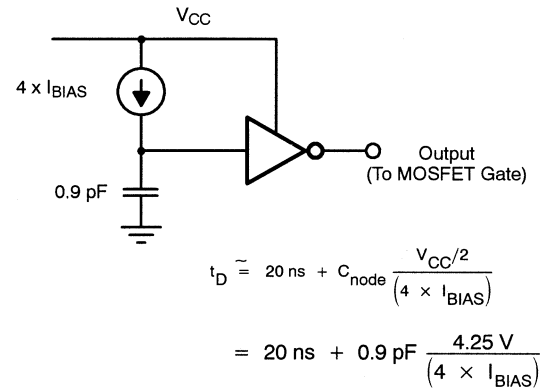 V_CC
4 x I_BIAS
0.9 pF
Output
(To MOSFET Gate)
t_D ≅ 20 ns + C_node (V_CC/2) / (4 × I_BIAS)
= 20 ns + 0.9 pF (4.25 V) / (4 × I_BIAS)